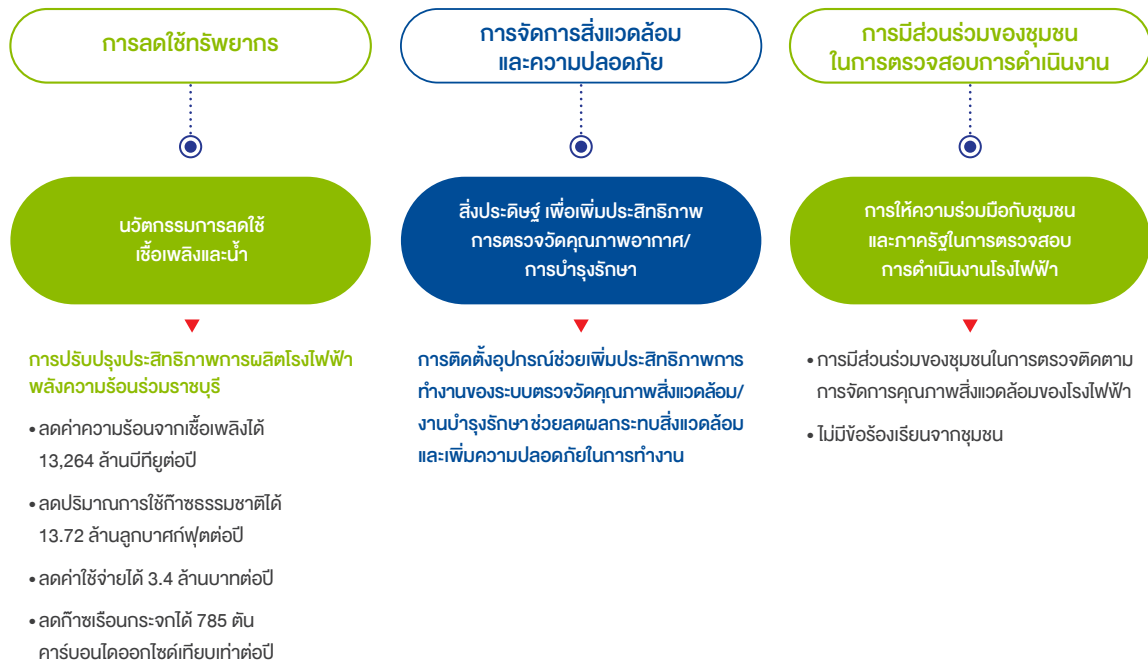 การลดใช้ทรัพยากร
นวัตกรรมการลดใช้
เชื้อเพลิงและน้ำ
การปรับปรุงประสิทธิภาพการผลิตโรงไฟฟ้า
พลังความร้อนร่วมราชบุรี
• ลดค่าความร้อนจากเชื้อเพลิงได้
13,264 ล้านบีทียูต่อปี
• ลดปริมาณการใช้ก๊าซธรรมชาติได้
13.72 ล้านลูกบาศก์ฟุตต่อปี
• ลดค่าใช้จ่ายได้ 3.4 ล้านบาทต่อปี
• ลดก๊าซเรือนกระจกได้ 785 ตัน
คาร์บอนไดออกไซด์เทียบเท่าต่อปี
การจัดการสิ่งแวดล้อม
และความปลอดภัย
สิ่งประดิษฐ์ เพื่อเพิ่มประสิทธิภาพ
การตรวจวัดคุณภาพอากาศ/
การบำรุงรักษา
การติดตั้งอุปกรณ์ช่วยเพิ่มประสิทธิภาพการ
ทำงานของระบบตรวจวัดคุณภาพสิ่งแวดล้อม/
งานบำรุงรักษา ช่วยลดผลกระทบสิ่งแวดล้อม
และเพิ่มความปลอดภัยในการทำงาน
การมีส่วนร่วมของชุมชน
ในการตรวจสอบการดำเนินงาน
การให้ความร่วมมือกับชุมชน
และภาครัฐในการตรวจสอบ
การดำเนินงานโรงไฟฟ้า
• การมีส่วนร่วมของชุมชนในการตรวจติดตาม
การจัดการคุณภาพสิ่งแวดล้อมของโรงไฟฟ้า
• ไม่มีข้อร้องเรียนจากชุมชน